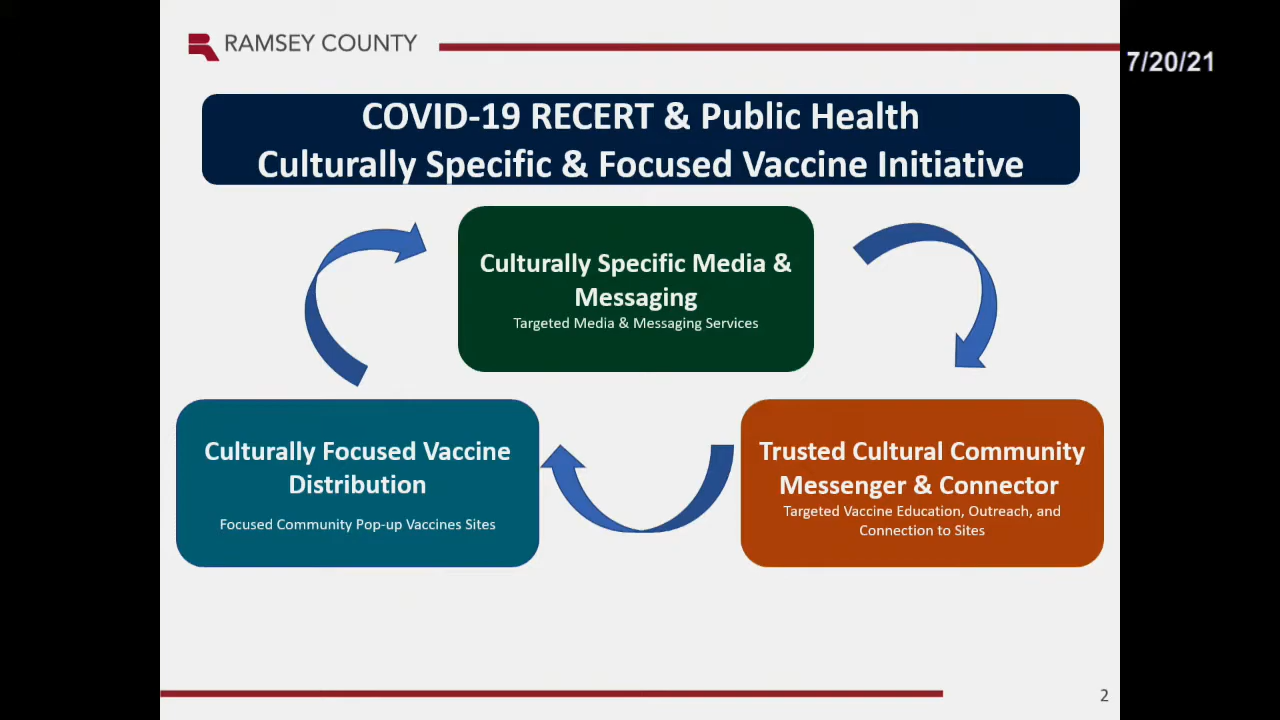 RAMSEY COUNTY
7/20/21
COVID-19 RECERT & Public Health
Culturally Specific & Focused Vaccine Initiative
Culturally Specific Media &
Messaging
Targeted Media & Messaging Services
Culturally Focused Vaccine
Distribution
Focused Community Pop-up Vaccines Sites
Trusted Cultural Community
Messenger & Connector
Targeted Vaccine Education, Outreach, and
Connection to Sites
2